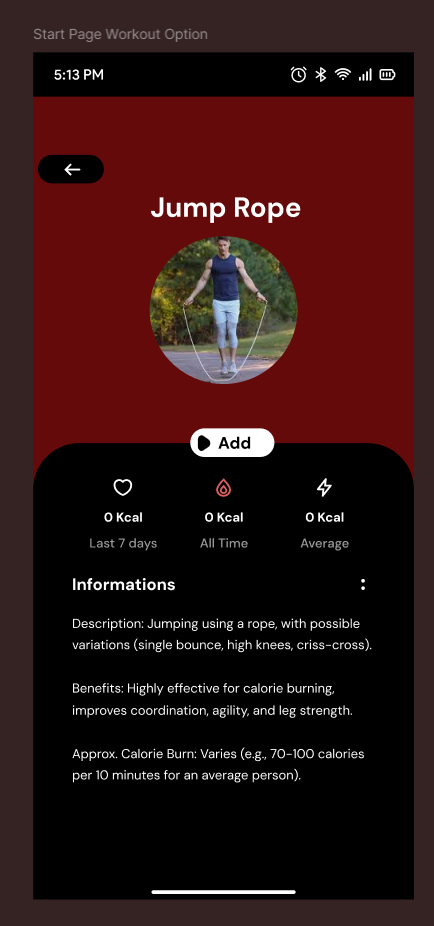 Start Page Workout Option
5:13 PM
Jump Rope
Add
0 Kcal
0 Kcal
0 Kcal
Last 7 days
All Time
Average
Informations
Description: Jumping using a rope, with possible
variations (single bounce, high knees, criss-cross).
Benefits: Highly effective for calorie burning,
improves coordination, agility, and leg strength.
Approx. Calorie Burn: Varies (e.g., 70-100 calories
per 10 minutes for an average person).